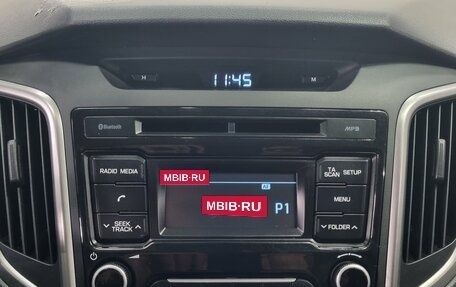 H 11:45 M
Bluetooth MP3
RADIO MEDIA
TA SCAN SETUP
MBIB·RU
AF
MENU
MBIB·RU P1
SEEK TRACK
FOLDER